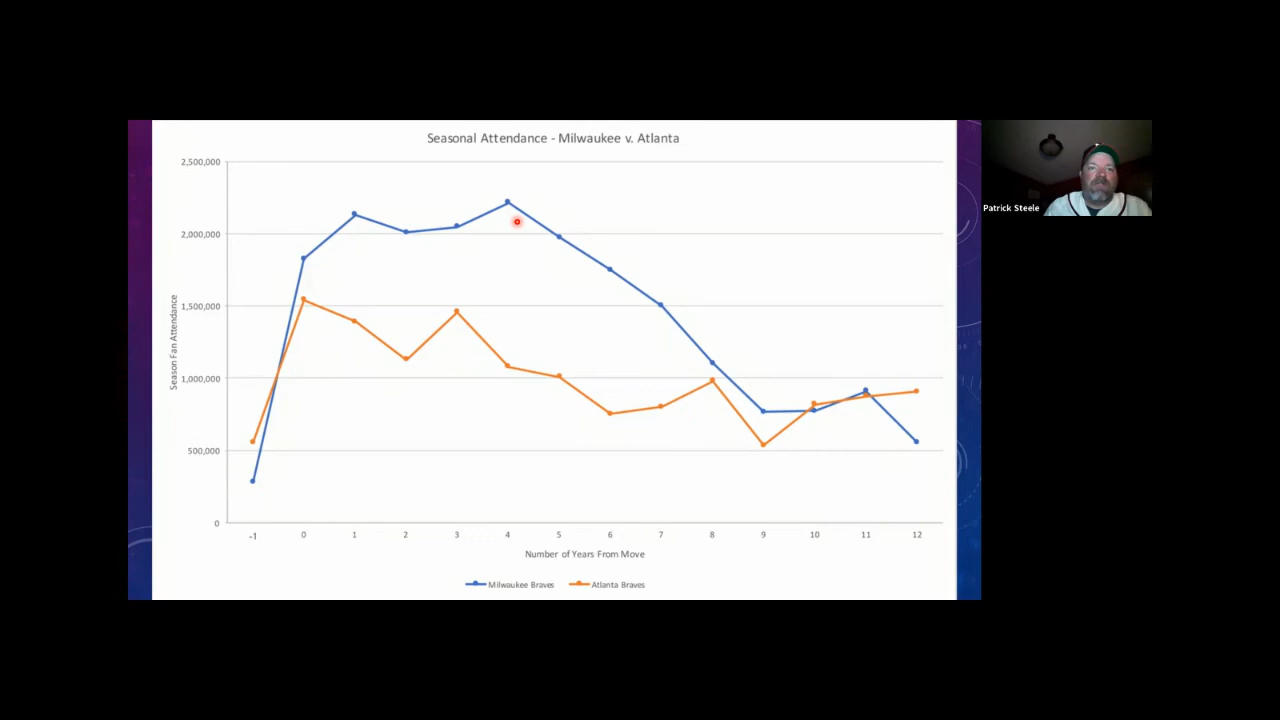 Seasonal Attendance - Milwaukee v. Atlanta
2,500,000
2,000,000
1,500,000
1,000,000
500,000
0
Season Fan Attendance
-1 0 1 2 3 4 5 6 7 8 9 10 11 12
Number of Years From Move
Milwaukee Braves Atlanta Braves
Patrick Steele